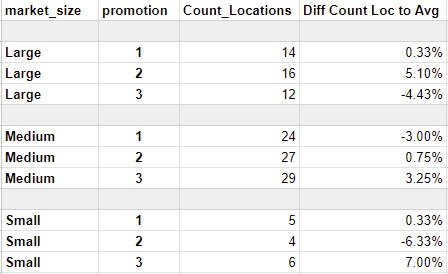 market_size promotion Count_Locations Diff Count Loc to Avg
Large 1 14 0.33%
Large 2 16 5.10%
Large 3 12 -4.43%
Medium 1 24 -3.00%
Medium 2 27 0.75%
Medium 3 29 3.25%
Small 1 5 0.33%
Small 2 4 -6.33%
Small 3 6 7.00%